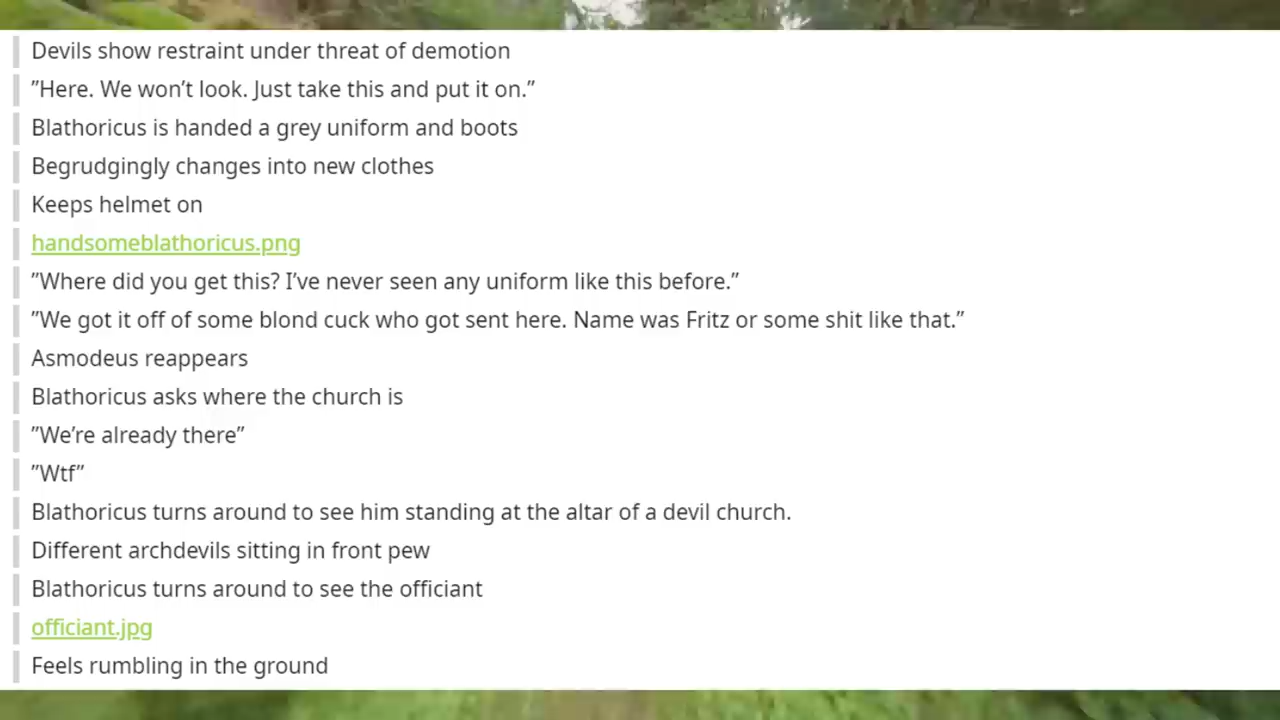 Devils show restraint under threat of demotion
”Here. We won’t look. Just take this and put it on.”
Blathoricus is handed a grey uniform and boots
Begrudgingly changes into new clothes
Keeps helmet on
handsomeblathoricus.png
”Where did you get this? I’ve never seen any uniform like this before.”
”We got it off of some blond cuck who got sent here. Name was Fritz or some shit like that.”
Asmodeus reappears
Blathoricus asks where the church is
”We’re already there”
”Wtf”
Blathoricus turns around to see him standing at the altar of a devil church.
Different archdevils sitting in front pew
Blathoricus turns around to see the officiant
officiant.jpg
Feels rumbling in the ground